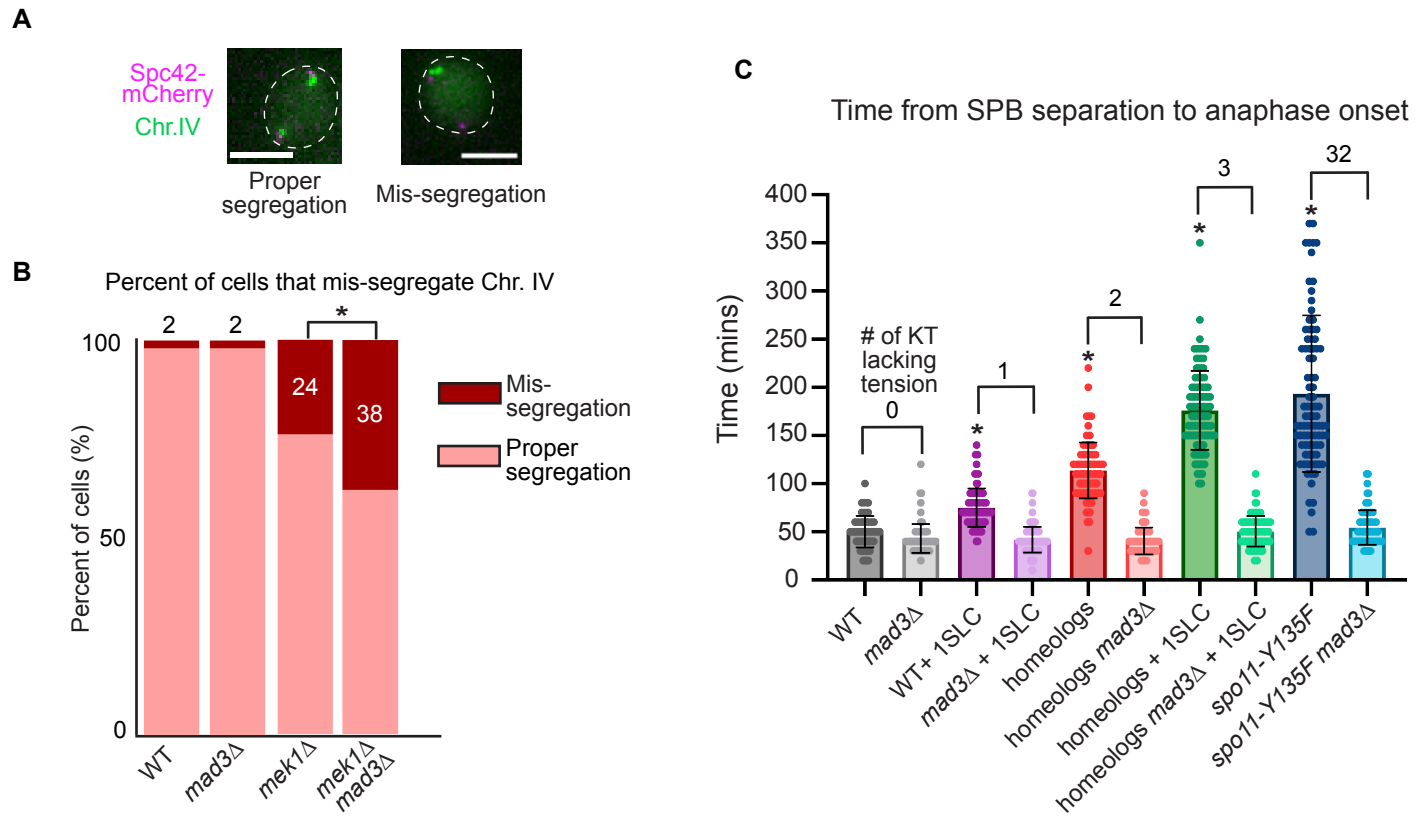 A
Spc42-
mCherry
Chr.IV
Proper
segregation
Mis-segregation
B
Percent of cells that mis-segregate Chr. IV
Percent of cells (%)
100
50
0
2
2
24
*
38
WT
mad3Δ
mek1Δ
mek1Δ
mad3Δ
Mis-
segregation
Proper
segregation
C
Time from SPB separation to anaphase onset
Time (mins)
400
350
300
250
200
150
100
50
0
# of KT
lacking
tension
0
*
1
*
2
*
3
*
32
WT
mad3Δ
WT+ 1SLC
mad3Δ + 1SLC
homeologs
homeologs mad3Δ
homeologs + 1SLC
homeologs mad3Δ + 1SLC
spo11-Y135F
spo11-Y135F mad3Δ